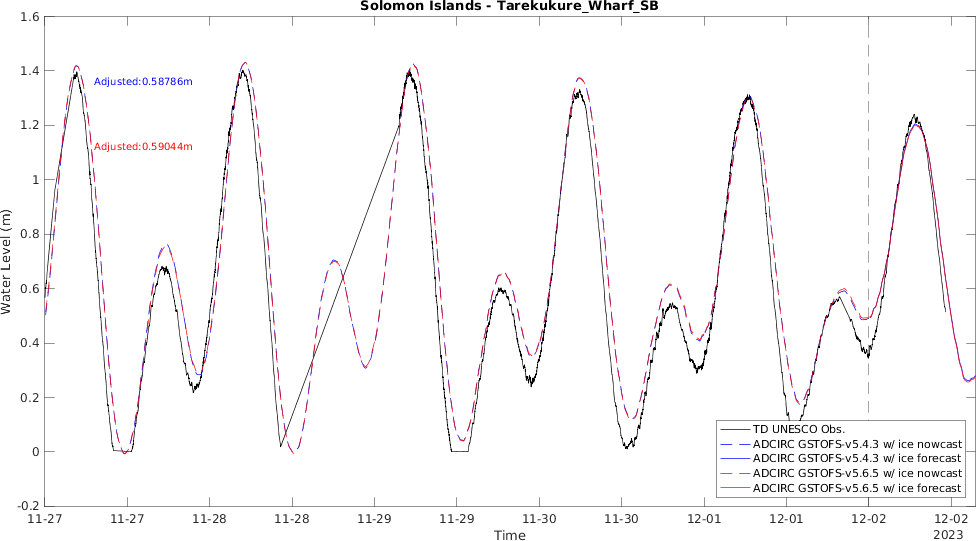 Solomon Islands - Tarekukure_Wharf_SB
1.6
1.4
1.2
1
0.8
0.6
0.4
0.2
0
-0.2
Water Level (m)
Adjusted:0.58786m
Adjusted:0.59044m
TD UNESCO Obs.
ADCIRC GSTOFS-v5.4.3 w/ ice nowcast
ADCIRC GSTOFS-v5.4.3 w/ ice forecast
ADCIRC GSTOFS-v5.6.5 w/ ice nowcast
ADCIRC GSTOFS-v5.6.5 w/ ice forecast
11-27 11-27 11-28 11-28 11-29 11-29 11-30 11-30 12-01 12-01 12-02 12-02
Time
2023